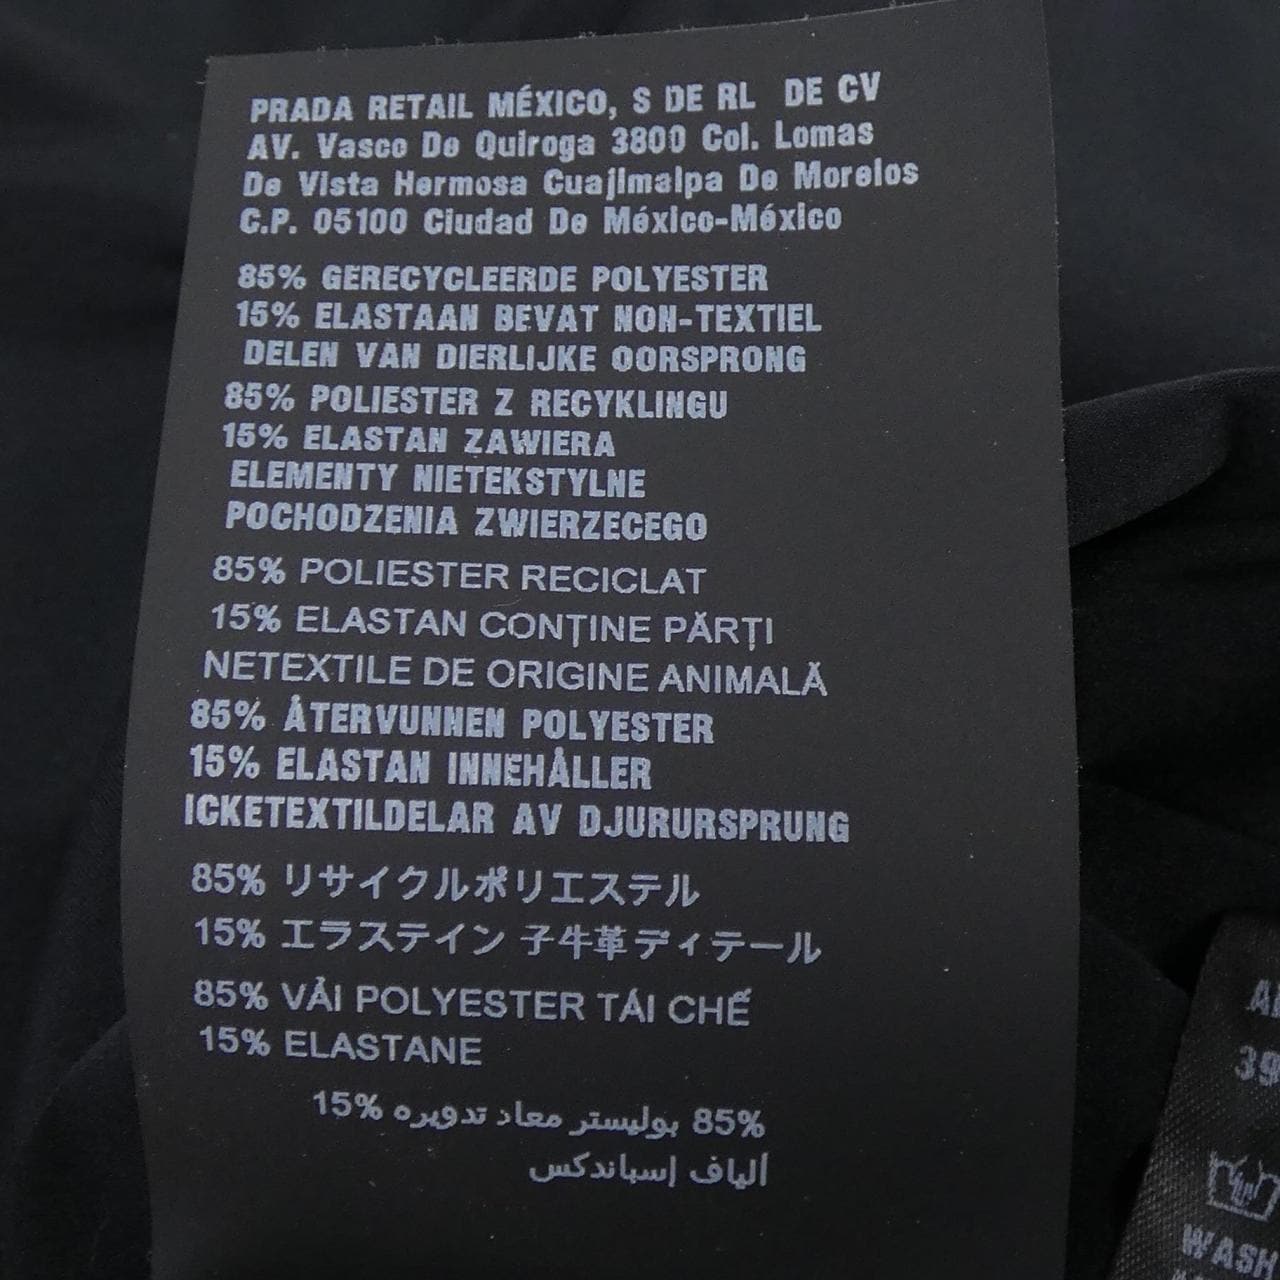 PRADA RETAIL MÉXICO, S DE RL DE CV
AV. Vasco De Quiroga 3800 Col. Lomas
De Vista Hermosa Cuajimalpa De Morelos
C.P. 05100 Ciudad De México-México
85% GERECYCLEERDE POLYESTER
15% ELASTAAN BEVAT NON-TEXTIEL
DELEN VAN DIERLIJKE OORSPRONG
85% POLIESTER Z RECYKLINGU
15% ELASTAN ZAWIERA
ELEMENTY NIETEKSTYLNE
POCHODZENIA ZWIERZECEGO
85% POLIESTER RECICLAT
15% ELASTAN CONȚINE PĂRȚI
NETEXTILE DE ORIGINE ANIMALĂ
85% ÅTERVUNNEN POLYESTER
15% ELASTAN INNEHÅLLER
ICKETEXTILDELAR AV DJURURSPRUNG
85% リサイクルポリエステル
15% エラステイン 子牛革ディテール
85% VẢI POLYESTER TÁI CHẾ
15% ELASTANE
85% بوليستر معاد تدويره 15%
ألياف إسباندكس
39
WASH